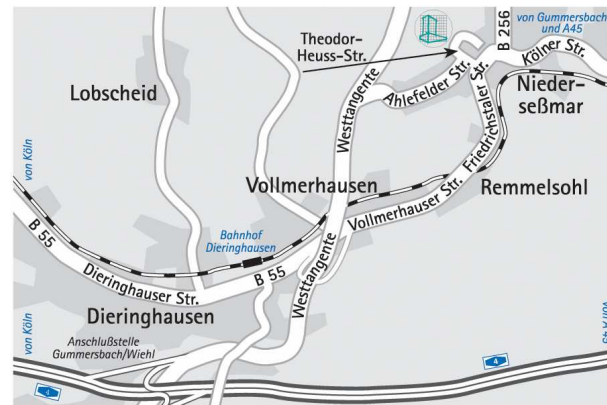 von Gummersbach
und A45
B 256
Theodor-
Heuss-Str.
Kölner Str.
Ahlefelder Str.
Nieder-
seßmar
Lobscheid
Westtangente
Friedrichstaler Str.
von Köln
Vollmerhausen
Remmelsohl
Vollmerhauser Str.
Bahnhof
Dieringhausen
B 55
B 55
Dieringhauser Str.
Westtangente
Dieringhausen
von Köln
Anschlußstelle
Gummersbach/Wiehl
4
4